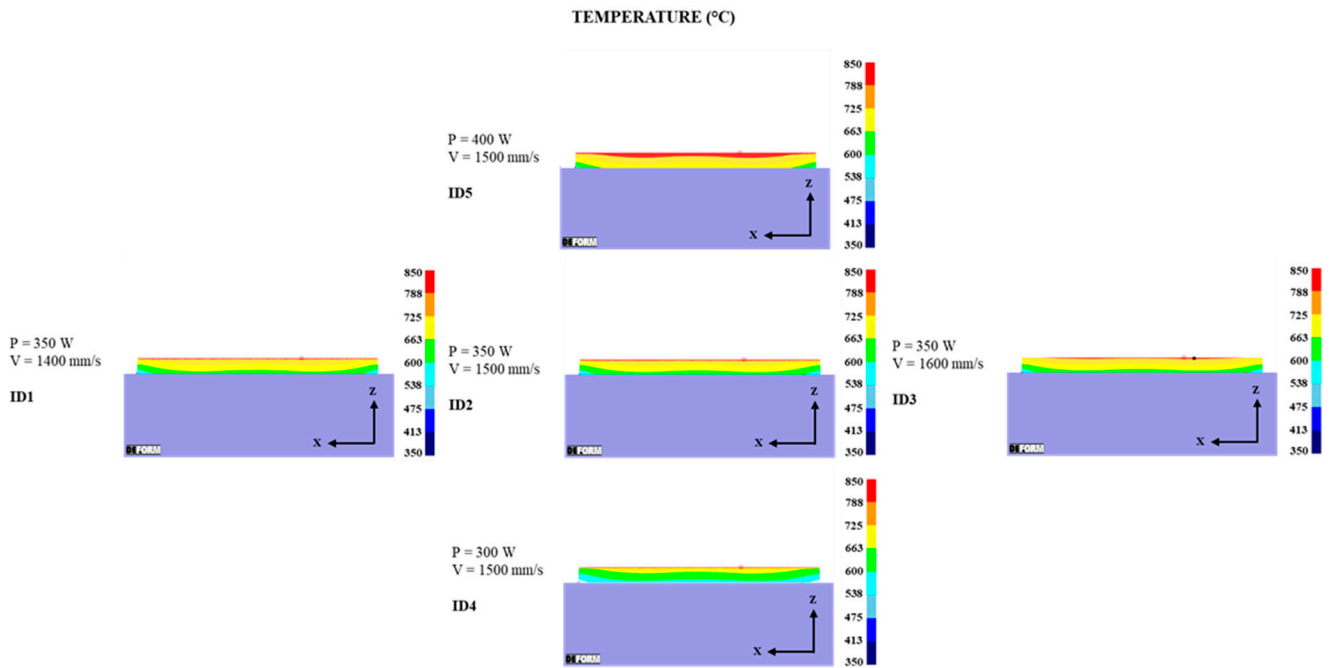 TEMPERATURE (°C)
P = 400 W
V = 1500 mm/s
ID5
850
788
725
663
600
538
475
413
350
Z
X
DEFORM
P = 350 W
V = 1400 mm/s
ID1
850
788
725
663
600
538
475
413
350
Z
X
DEFORM
P = 350 W
V = 1500 mm/s
ID2
850
788
725
663
600
538
475
413
350
Z
X
DEFORM
P = 350 W
V = 1600 mm/s
ID3
850
788
725
663
600
538
475
413
350
Z
X
DEFORM
P = 300 W
V = 1500 mm/s
ID4
850
788
725
663
600
538
475
413
350
Z
X
DEFORM